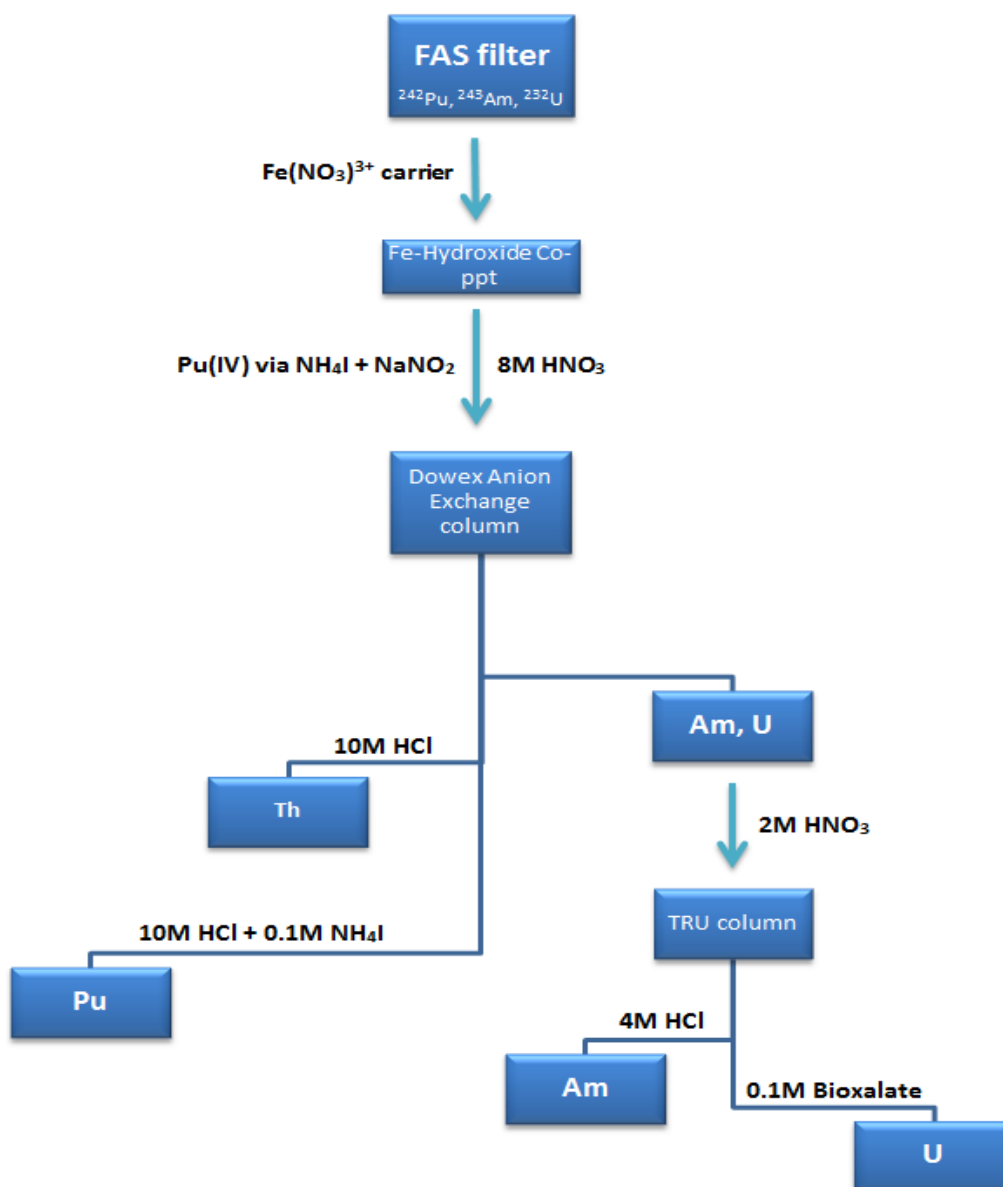 FAS filter
²⁴²Pu, ²⁴³Am, ²³²U
Fe(NO₃)³⁺ carrier
Fe-Hydroxide Co-
ppt
Pu(IV) via NH₄I + NaNO₂
8M HNO₃
Dowex Anion
Exchange
column
Am, U
10M HCl
Th
2M HNO₃
TRU column
10M HCl + 0.1M NH₄I
Pu
4M HCl
Am
0.1M Bioxalate
U